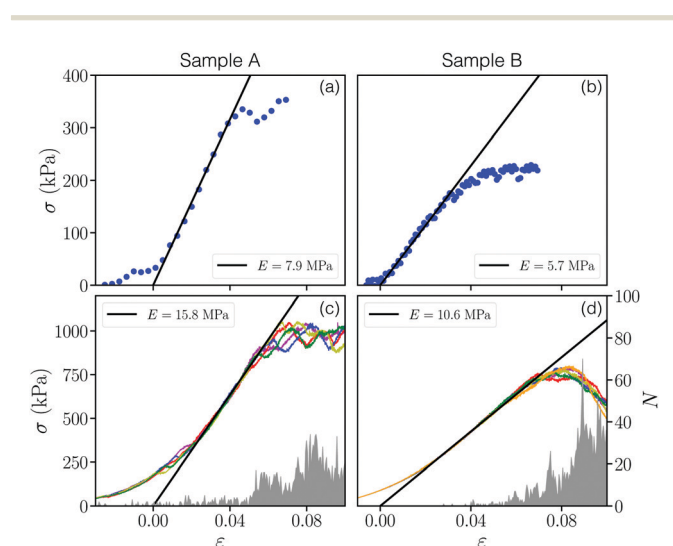 Sample A
Sample B
400
300
200
100
0
σ (kPa)
(a)
E = 7.9 MPa
(b)
E = 5.7 MPa
1000
750
500
250
0
σ (kPa)
E = 15.8 MPa
(c)
E = 10.6 MPa
(d)
100
80
60
40
20
0
N
0.00
0.04
0.08
ε
0.00
0.04
0.08
ε